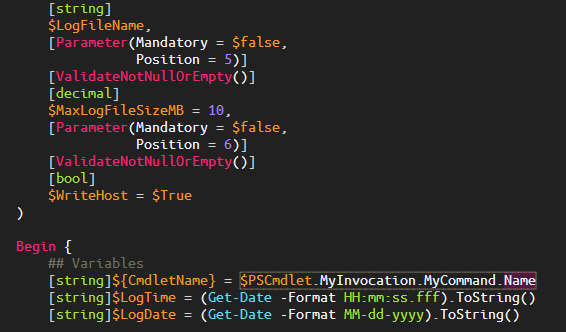 [string]
$LogFileName,
[Parameter(Mandatory = $false,
Position = 5)]
[ValidateNotNullOrEmpty()]
[decimal]
$MaxLogFileSizeMB = 10,
[Parameter(Mandatory = $false,
Position = 6)]
[ValidateNotNullOrEmpty()]
[bool]
$WriteHost = $True
)
Begin {
## Variables
[string]${CmdletName} = $PSCmdlet.MyInvocation.MyCommand.Name
[string]$LogTime = (Get-Date -Format HH:mm:ss.fff).ToString()
[string]$LogDate = (Get-Date -Format MM-dd-yyyy).ToString()